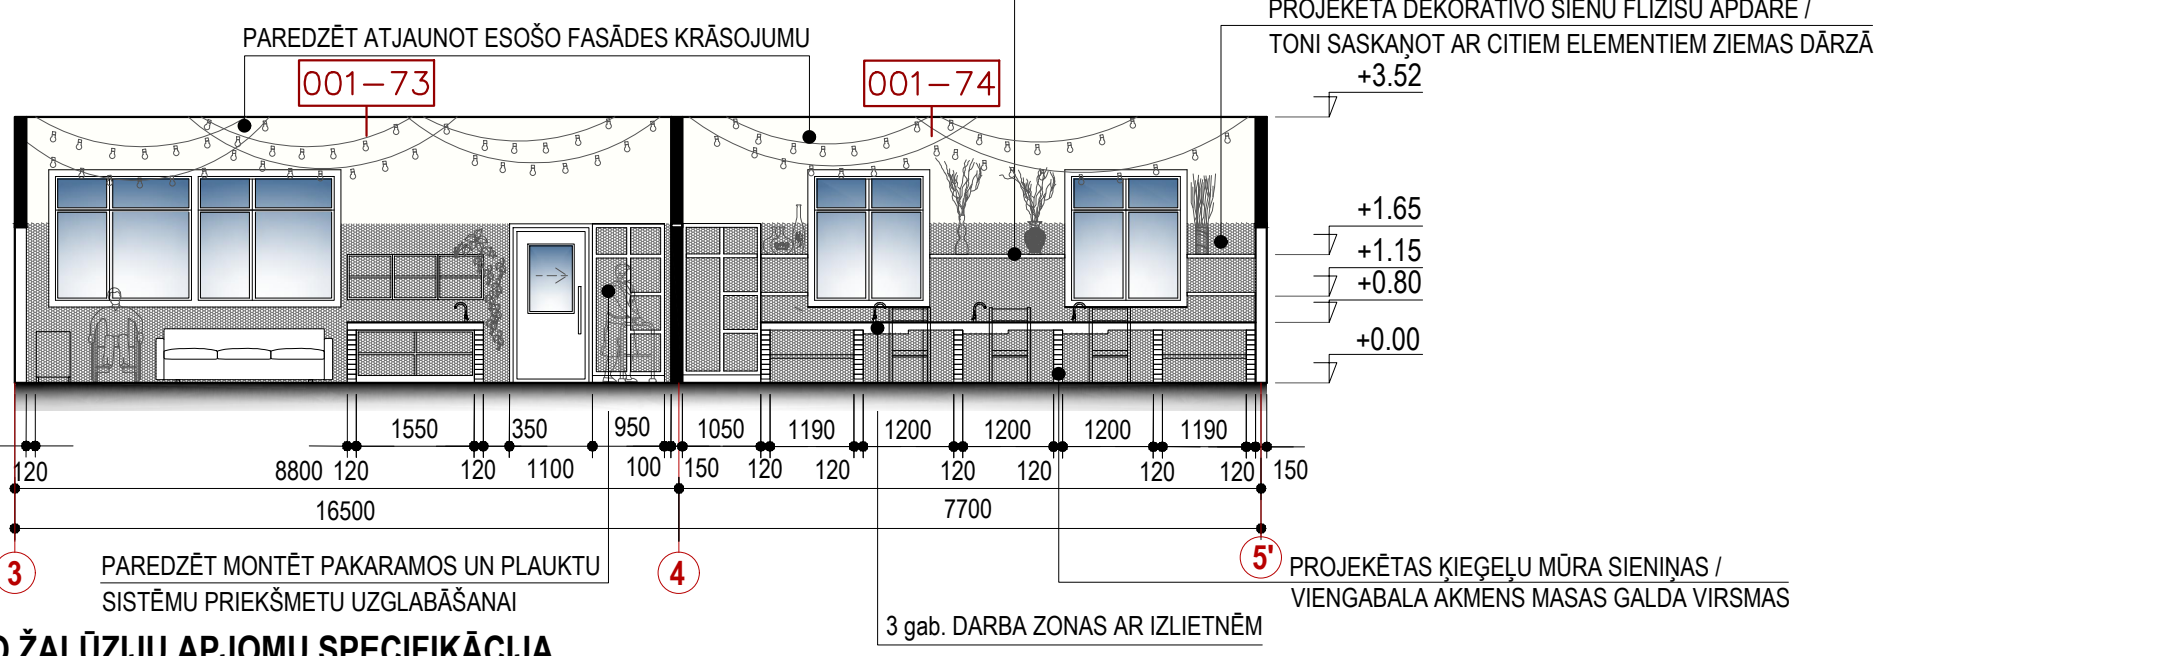 PROJEKĒTA DEKORATĪVO SIENU FLĪZĪŠU APDARE /
TONI SASKAŅOT AR CITIEM ELEMENTIEM ZIEMAS DĀRZĀ
PAREDZĒT ATJAUNOT ESOŠO FASĀDES KRĀSOJUMU
001-73
001-74
+3.52
+1.65
+1.15
+0.80
+0.00
1550 350 950 1050 1190 1200 1200 1200 1190
120 8800 120 120 1100 100 150 120 120 120 120 120 120 150
16500 7700
3 4 5'
PAREDZĒT MONTĒT PAKARAMOS UN PLAUKTU
SISTĒMU PRIEKŠMETU UZGLABĀŠANAI
PROJEKĒTAS ĶIEĢEĻU MŪRA SIENIŅAS /
VIENGABALA AKMENS MASAS GALDA VIRSMAS
3 gab. DARBA ZONAS AR IZLIETNĒM
ŽALŪZIJU APJOMU SPECIFIKĀCIJA